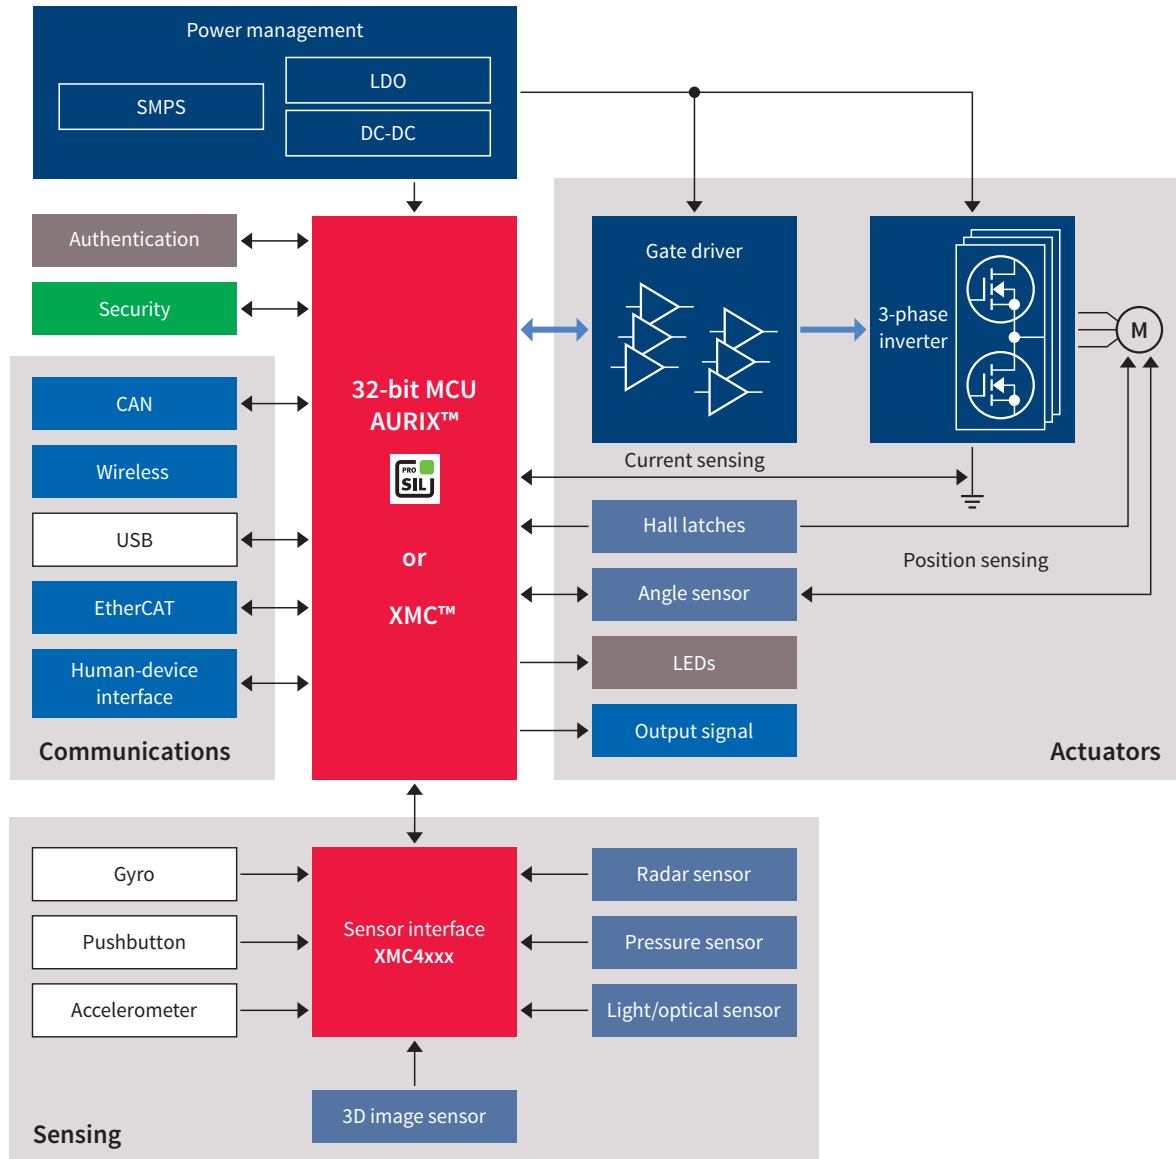 Power management
SMPS
LDO
DC-DC
Authentication
Security
CAN
Wireless
USB
EtherCAT
Human-device
interface
Communications
32-bit MCU
AURIX™
PRO
SIL
or
XMC™
Gate driver
3-phase
inverter
M
Current sensing
Hall latches
Position sensing
Angle sensor
LEDs
Output signal
Actuators
Gyro
Pushbutton
Accelerometer
Sensor interface
XMC4xxx
Radar sensor
Pressure sensor
Light/optical sensor
3D image sensor
Sensing